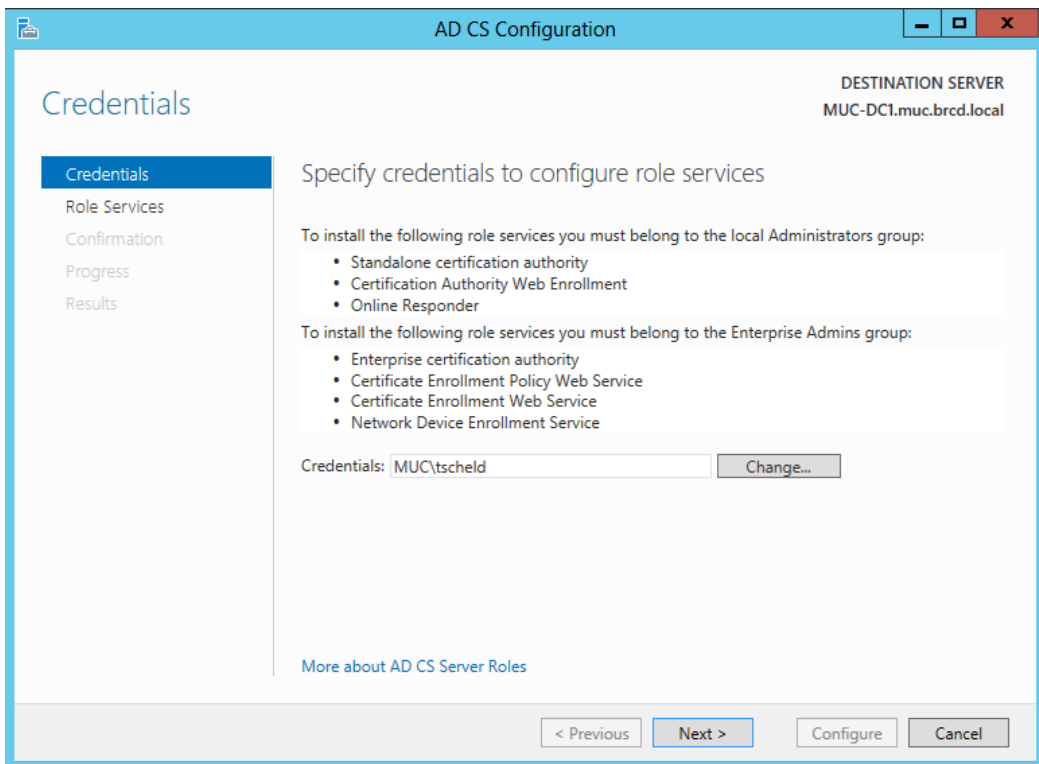 AD CS Configuration
x
DESTINATION SERVER
MUC-DC1.muc.brcd.local
Credentials
Credentials
Role Services
Confirmation
Progress
Results
Specify credentials to configure role services
To install the following role services you must belong to the local Administrators group:
• Standalone certification authority
• Certification Authority Web Enrollment
• Online Responder
To install the following role services you must belong to the Enterprise Admins group:
• Enterprise certification authority
• Certificate Enrollment Policy Web Service
• Certificate Enrollment Web Service
• Network Device Enrollment Service
Credentials: MUC\tscheld Change...
More about AD CS Server Roles
< Previous Next > Configure Cancel